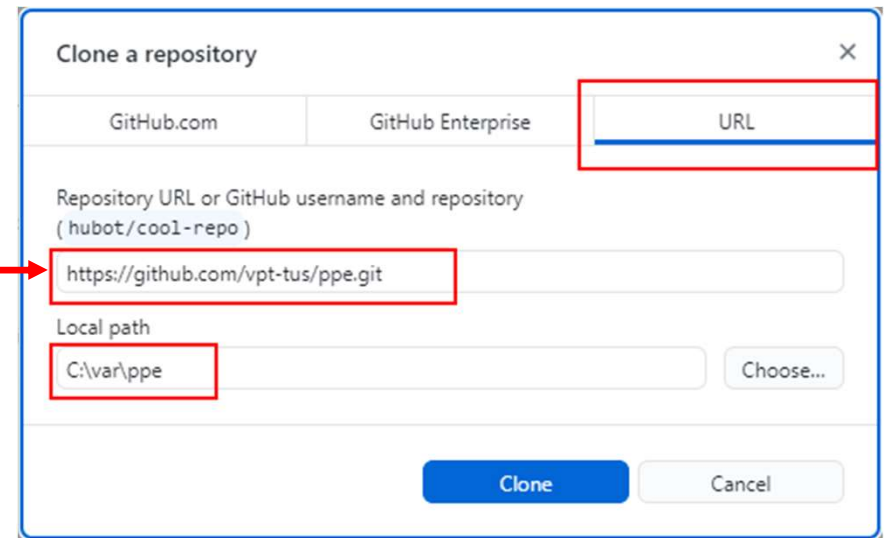 Clone a repository
GitHub.com GitHub Enterprise URL
Repository URL or GitHub username and repository
(hubot/cool-repo)
https://github.com/vpt-tus/ppe.git
Local path
C:\var\ppe Choose...
Clone Cancel